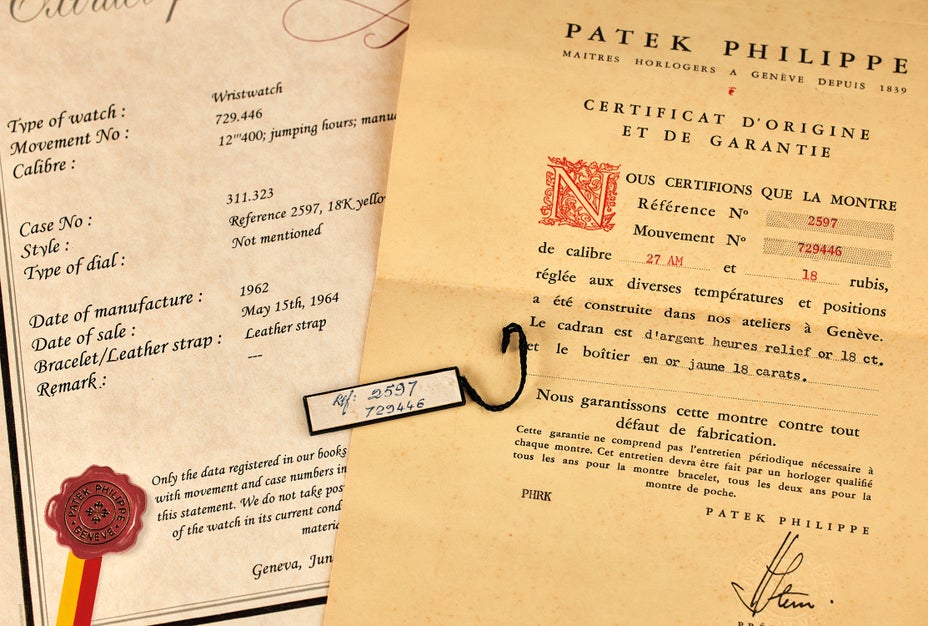 Type of watch :
Wristwatch
Movement No :
729.446
Calibre :
12'''400; jumping hours;
Case No :
311.323
Style :
Reference 2597, 18K
Type of dial :
Not mentioned
Date of manufacture :
1962
Date of sale :
May 15th, 1964
Bracelet/Leather strap :
Leather strap
Remark :
---
Only the data registered in our books
with movement and case numbers in
this statement. We do not take
of the watch in its current
Geneva,
PATEK PHILIPPE
GENÈVE
Réf: 2597
729446
PATEK PHILIPPE
MAITRES HORLOGERS A GENÈVE DEPUIS 1839
CERTIFICAT D'ORIGINE
ET DE GARANTIE
NOUS CERTIFIONS QUE LA MONTRE
Référence No 2597
Mouvement No 729446
de calibre 27 AM et 18 rubis,
réglée aux diverses températures et positions
a été construite dans nos ateliers à Genève.
Le cadran est d'argent heures relief or 18 ct.
et le boîtier en or jaune 18 carats.
Nous garantissons cette montre contre tout
défaut de fabrication.
Cette garantie ne comprend pas l'entretien périodique nécessaire à
chaque montre. Cet entretien devra être fait par un horloger qualifié
tous les ans pour la montre bracelet, tous les deux ans pour la
montre de poche.
PHRK
PATEK PHILIPPE